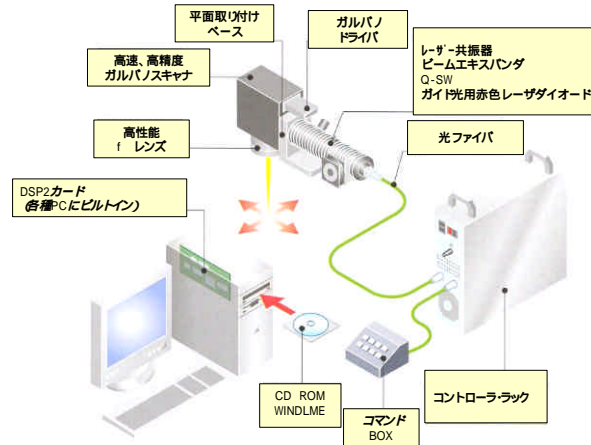 平面取り付け
ベース
ガルバノ
ドライバ
高速、高精度
ガルバノスキャナ
レーザー共振器
ビームエキスパンダ
Q-SW
ガイド光用赤色レーザダイオード
高性能
f レンズ
光ファイバ
DSP2カード
(各種PCにビルトイン)
CD ROM
WINDLME
コマンド
BOX
コントローラ・ラック